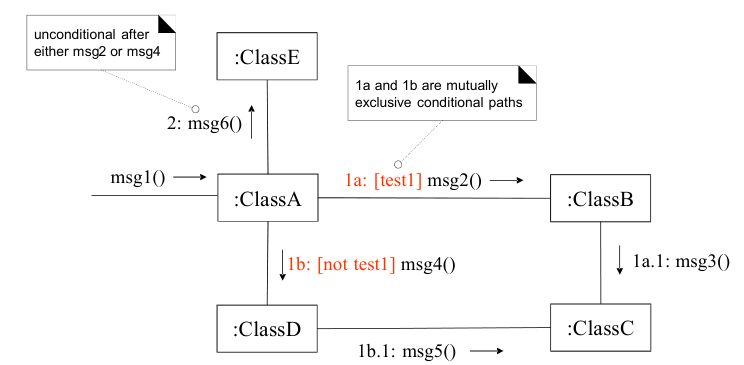 unconditional after
either msg2 or msg4
:ClassE
1a and 1b are mutually
exclusive conditional paths
2: msg6()
msg1()
1a: [test1] msg2()
:ClassA
:ClassB
1b: [not test1] msg4()
1a.1: msg3()
:ClassD
:ClassC
1b.1: msg5()